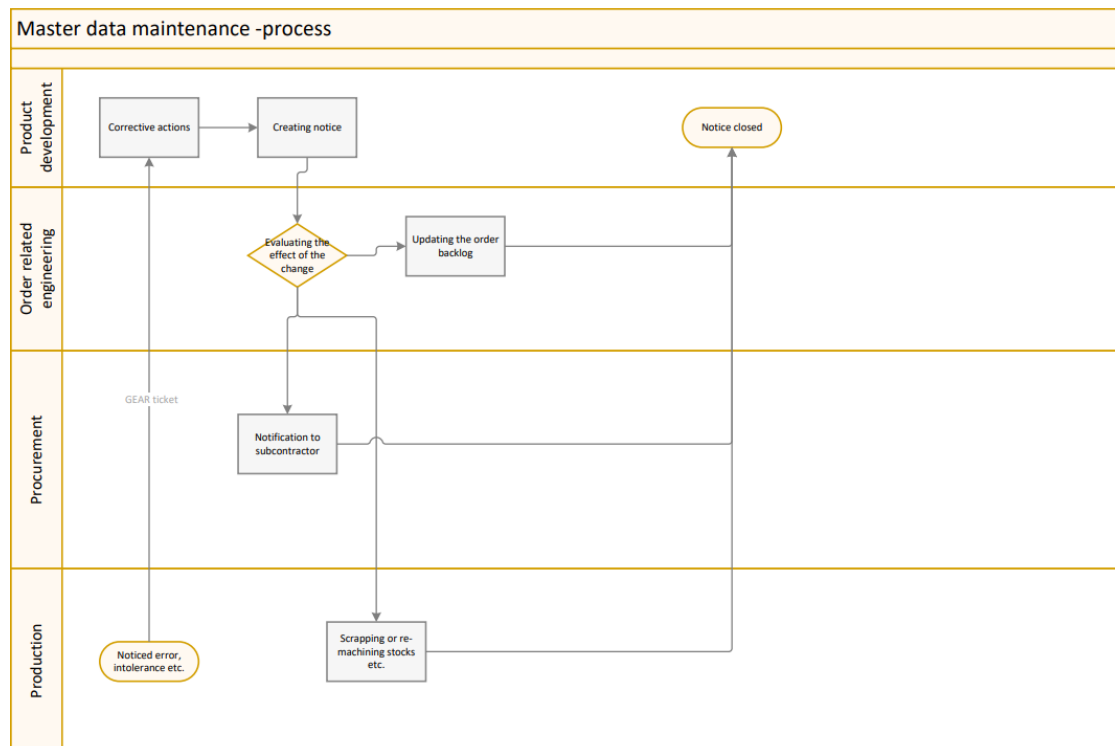 Master data maintenance -process
Product
development
Corrective actions
Creating notice
Notice closed
Order related
engineering
Evaluating the
effect of the
change
Updating the order
backlog
Procurement
GEAR ticket
Notification to
subcontractor
Production
Noticed error,
intolerance etc.
Scrapping or re-
machining stocks
etc.